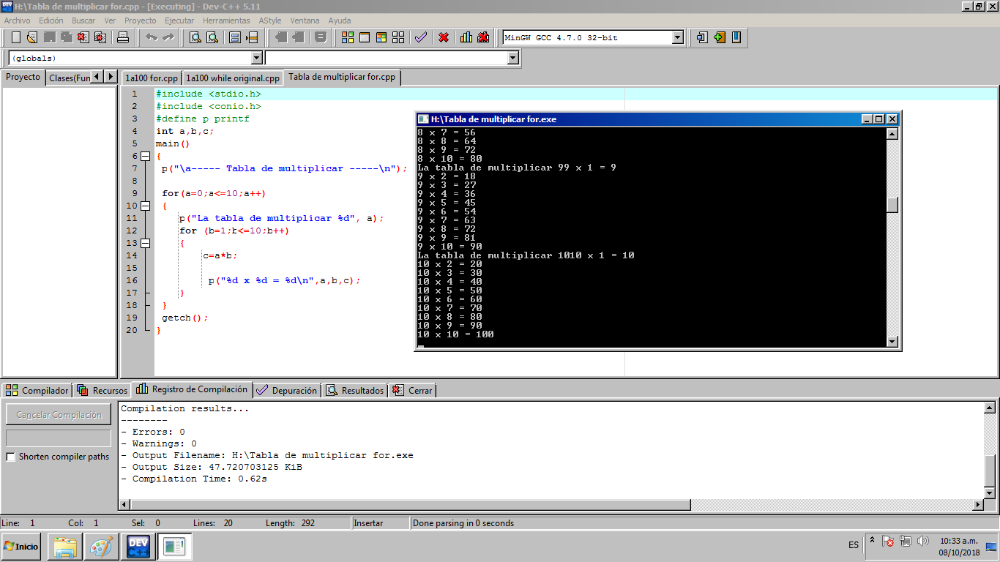 H:\Tabla de multiplicar for.cpp - [Executing] - Dev-C++ 5.11
Archivo Edición Buscar Ver Proyecto Ejecutar Herramientas AStyle Ventana Ayuda
MinGW GCC 4.7.0 32-bit
(globals)
Proyecto Clases(Fun 1a100 for.cpp 1a100 while original.cpp Tabla de multiplicar for.cpp
1 #include <stdio.h>
2 #include <conio.h>
3 #define p printf
4 int a,b,c;
5 main()
6 {
7 p("\a----- Tabla de multiplicar -----\n");
8
9 for(a=0;a<=10;a++)
10 {
11 p("La tabla de multiplicar %d", a);
12 for (b=1;b<=10;b++)
13 {
14 c=a*b;
15
16 p("%d x %d = %d\n",a,b,c);
17 }
18 }
19 getch();
20 }
H:\Tabla de multiplicar for.exe
8 x 7 = 56
8 x 8 = 64
8 x 9 = 72
8 x 10 = 80
La tabla de multiplicar 99 x 1 = 9
9 x 2 = 18
9 x 3 = 27
9 x 4 = 36
9 x 5 = 45
9 x 6 = 54
9 x 7 = 63
9 x 8 = 72
9 x 9 = 81
9 x 10 = 90
La tabla de multiplicar 1010 x 1 = 10
10 x 2 = 20
10 x 3 = 30
10 x 4 = 40
10 x 5 = 50
10 x 6 = 60
10 x 7 = 70
10 x 8 = 80
10 x 9 = 90
10 x 10 = 100
Compilador Recursos Registro de Compilación Depuración Resultados Cerrar
Cancelar Compilación
Shorten compiler paths
Compilation results...
--------
- Errors: 0
- Warnings: 0
- Output Filename: H:\Tabla de multiplicar for.exe
- Output Size: 47.720703125 KiB
- Compilation Time: 0.62s
Line: 1 Col: 1 Sel: 0 Lines: 20 Length: 292 Insertar Done parsing in 0 seconds
Inicio DEV C++ ES 10:33 a.m.
08/10/2018